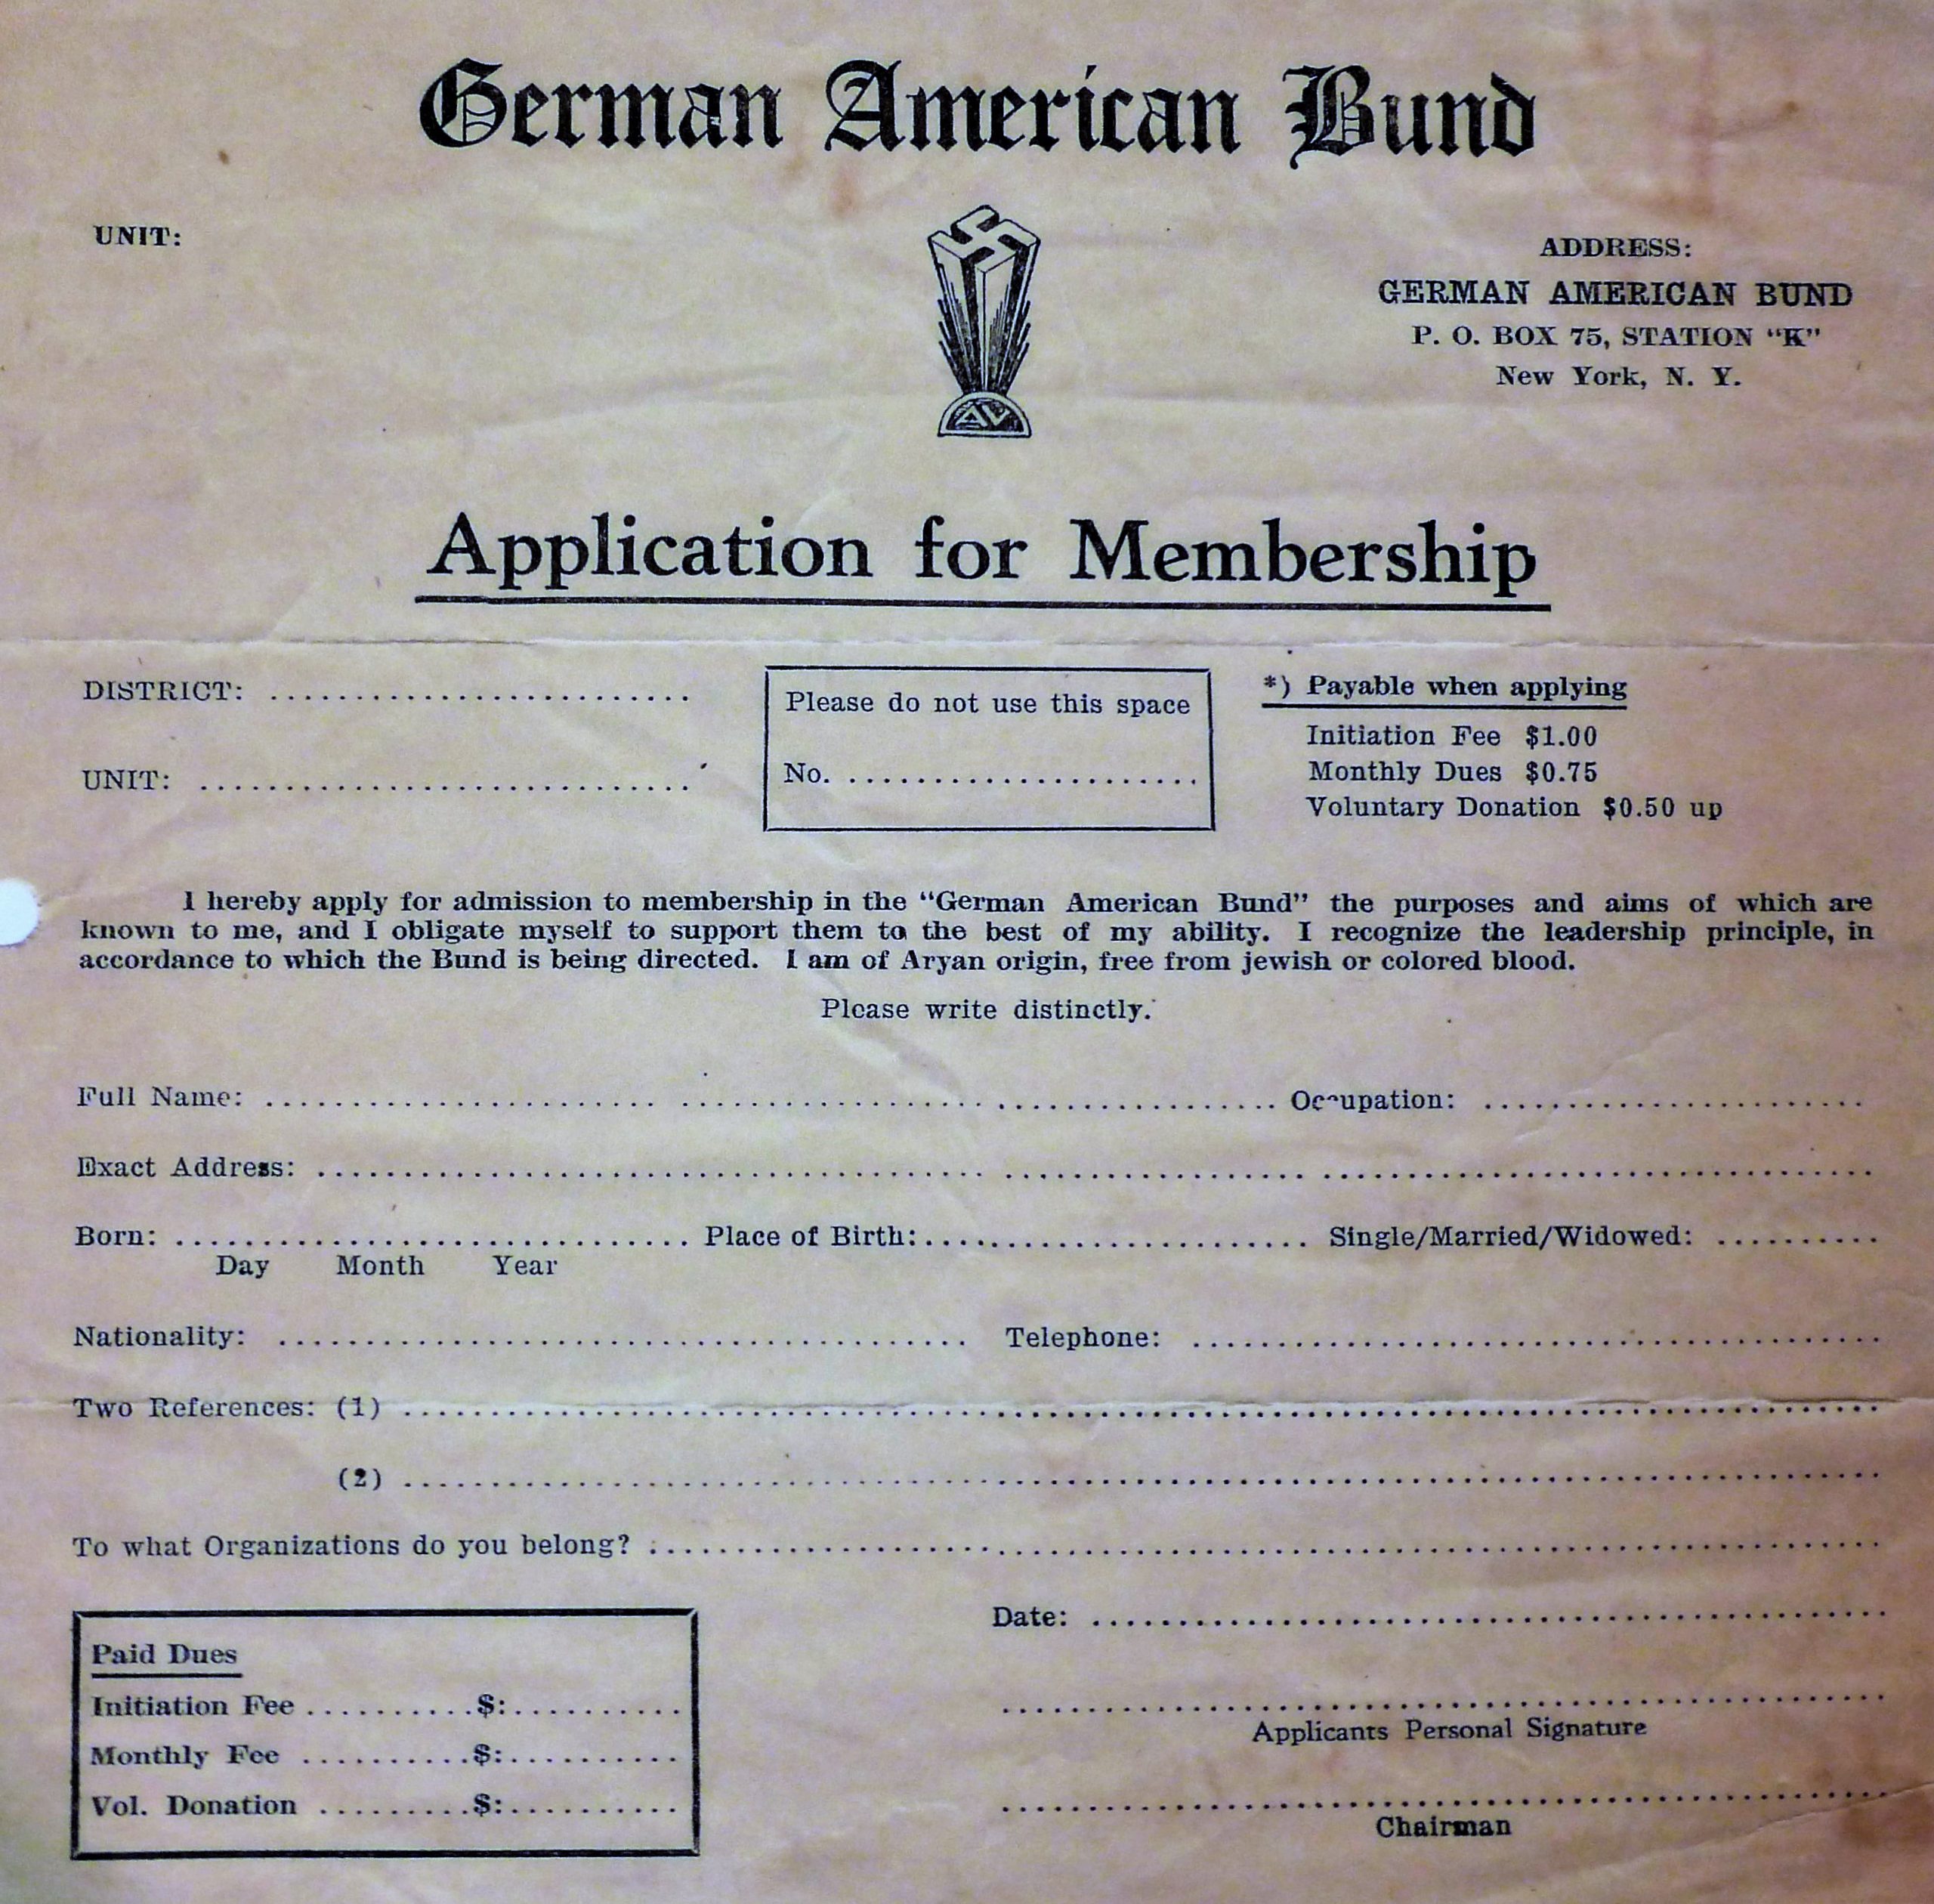 German American Bund
UNIT:
ADDRESS:
GERMAN AMERICAN BUND
P. O. BOX 75, STATION “K”
New York, N. Y.
AV
Application for Membership
DISTRICT: .........................
UNIT: .............................
Please do not use this space
No. .....................
*) Payable when applying
Initiation Fee $1.00
Monthly Dues $0.75
Voluntary Donation $0.50 up
I hereby apply for admission to membership in the “German American Bund” the purposes and aims of which are
known to me, and I obligate myself to support them to the best of my ability. I recognize the leadership principle, in
accordance to which the Bund is being directed. I am of Aryan origin, free from jewish or colored blood.
Please write distinctly.
Full Name: ............................................................ Occupation: .......................
Exact Address: ............................................................................................
Born: ............................... Place of Birth: ....................... Single/Married/Widowed: ..........
Day Month Year
Nationality: ......................................... Telephone: .........................................
Two References: (1) .......................................................................................
(2) .......................................................................................
To what Organizations do you belong? : .........................................................................
Paid Dues
Initiation Fee ..........$:..........
Monthly Fee ..........$:..........
Vol. Donation .........$:..........
Date: ...............................................
....................................................
Applicants Personal Signature
....................................................
Chairman